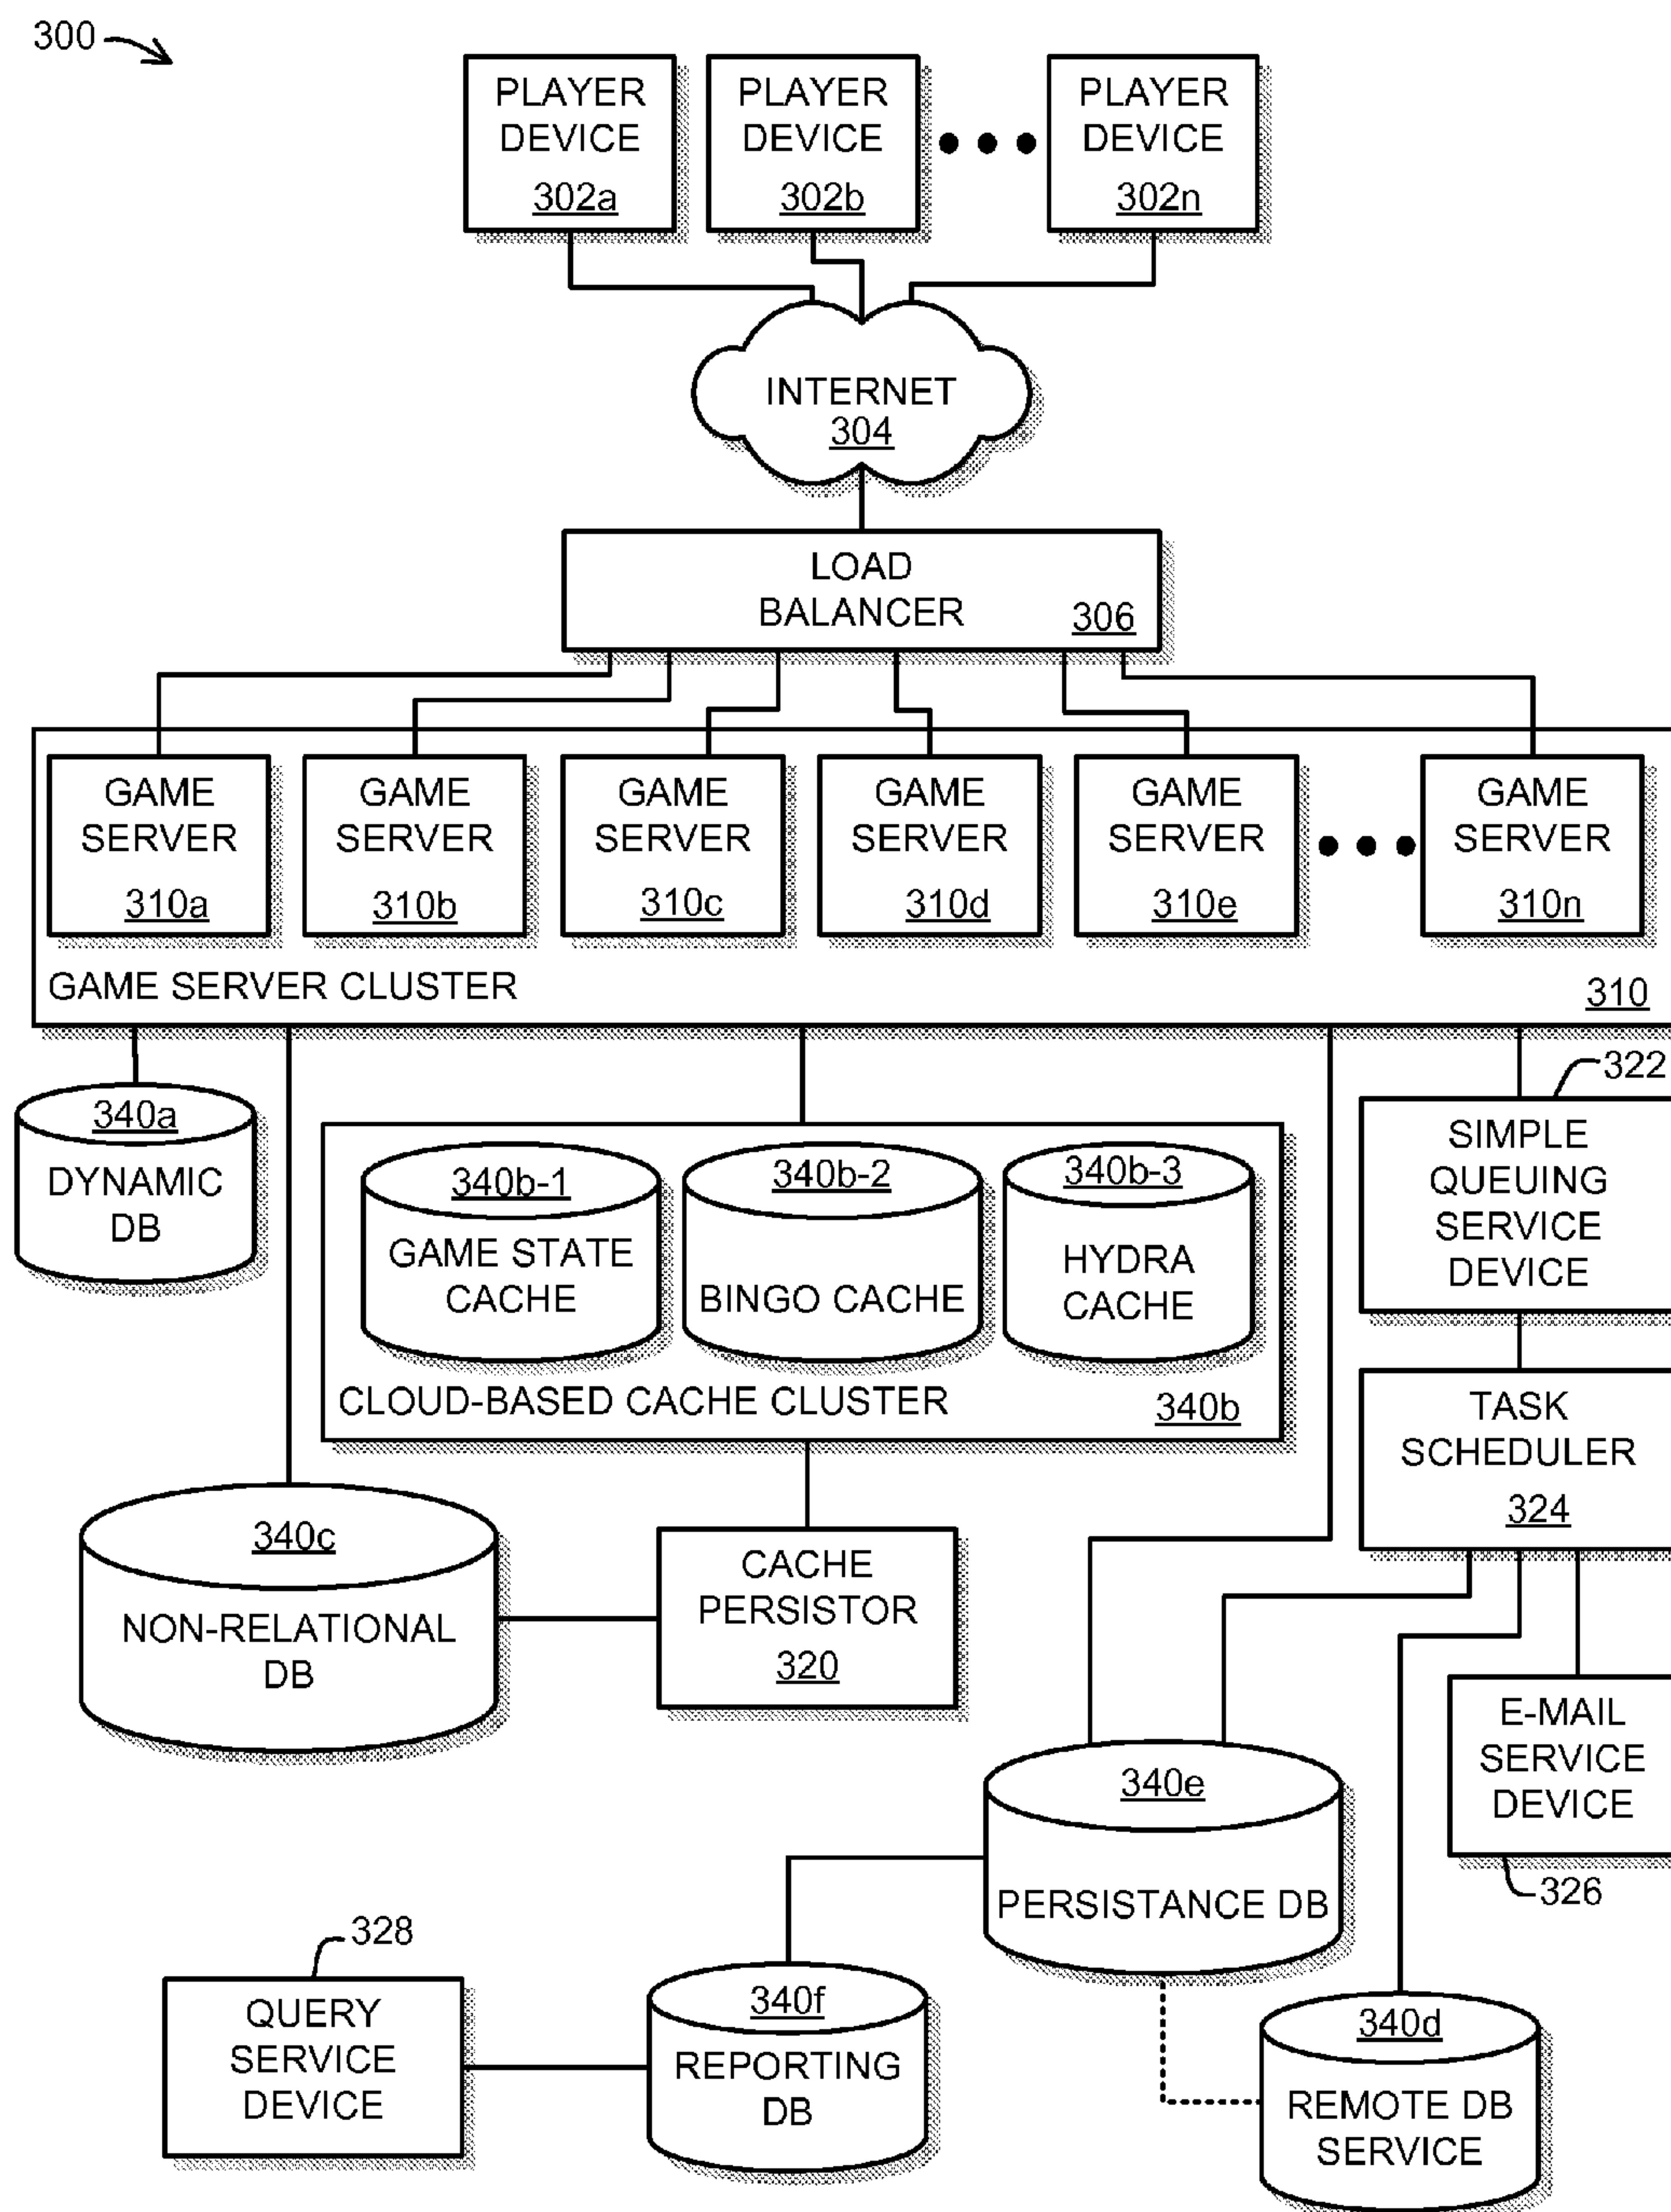 300
PLAYER
DEVICE
302a
PLAYER
DEVICE
302b
PLAYER
DEVICE
302n
INTERNET
304
LOAD
BALANCER
306
GAME
SERVER
310a
GAME
SERVER
310b
GAME
SERVER
310c
GAME
SERVER
310d
GAME
SERVER
310e
GAME
SERVER
310n
GAME SERVER CLUSTER
310
340a
DYNAMIC
DB
340b-1
GAME STATE
CACHE
340b-2
BINGO CACHE
340b-3
HYDRA
CACHE
CLOUD-BASED CACHE CLUSTER
340b
322
SIMPLE
QUEUING
SERVICE
DEVICE
TASK
SCHEDULER
324
340c
NON-RELATIONAL
DB
CACHE
PERSISTOR
320
E-MAIL
SERVICE
DEVICE
326
340e
PERSISTANCE DB
328
QUERY
SERVICE
DEVICE
340f
REPORTING
DB
340d
REMOTE DB
SERVICE